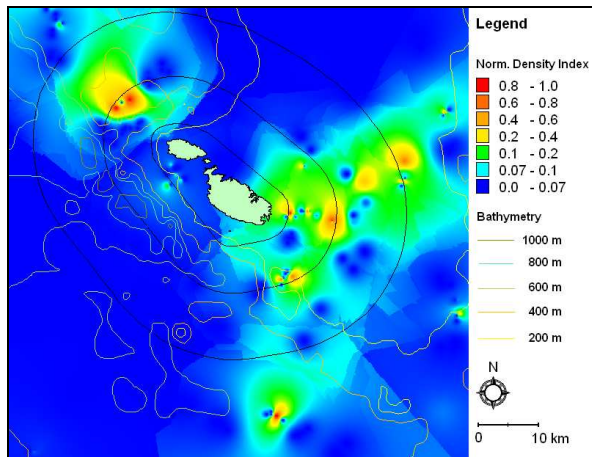 Legend
Norm. Density Index
0.8 - 1.0
0.6 - 0.8
0.4 - 0.6
0.2 - 0.4
0.1 - 0.2
0.07 - 0.1
0.0 - 0.07
Bathymetry
1000 m
800 m
600 m
400 m
200 m
N
0 10 km